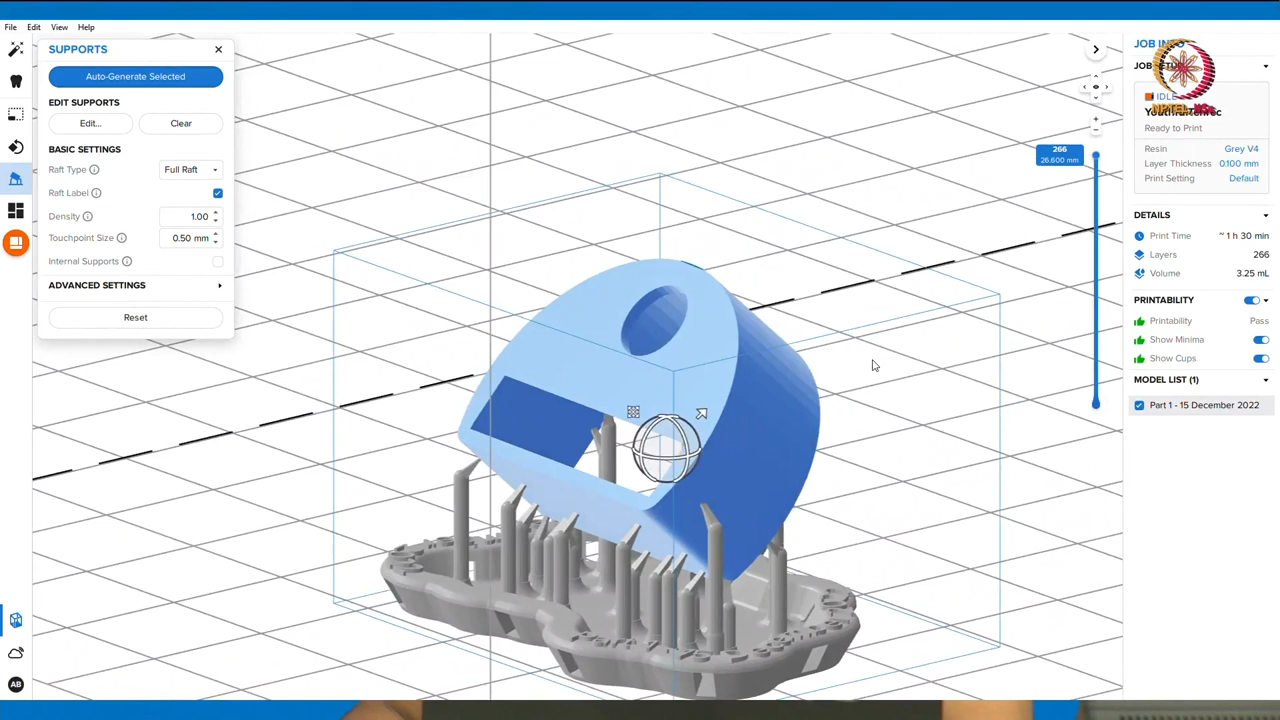 File Edit View Help
SUPPORTS
Auto-Generate Selected
EDIT SUPPORTS
Edit... Clear
BASIC SETTINGS
Raft Type Full Raft
Raft Label
Density 1.00
Touchpoint Size 0.50 mm
Internal Supports
ADVANCED SETTINGS
Reset
AB
266
26.600 mm
JOB
IDLE
NPTEL
Ready to Print
Resin Grey V4
Layer Thickness 0.100 mm
Print Setting Default
DETAILS
Print Time ~ 1 h 30 min
Layers 266
Volume 3.25 mL
PRINTABILITY
Printability Pass
Show Minima
Show Cups
MODEL LIST (1)
Part 1 - 15 December 2022